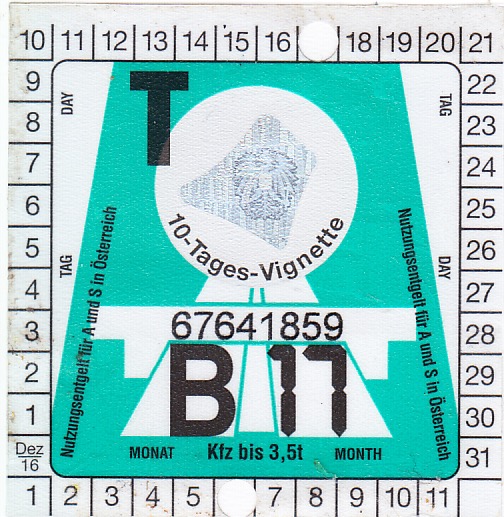 10 11 12 13 14 15 16 18 19 20 21
9 22
8 23
7 24
6 25
5 26
4 27
3 28
2 29
1 30
Dez
16
31
1 2 3 4 5 7 8 9 10 11
DAY
TAG
T
TAG
DAY
10-Tages-Vignette
Nutzungsentgelt für A und S in Österreich
Nutzungsentgelt für A und S in Österreich
67641859
B 17
MONAT Kfz bis 3,5t MONTH